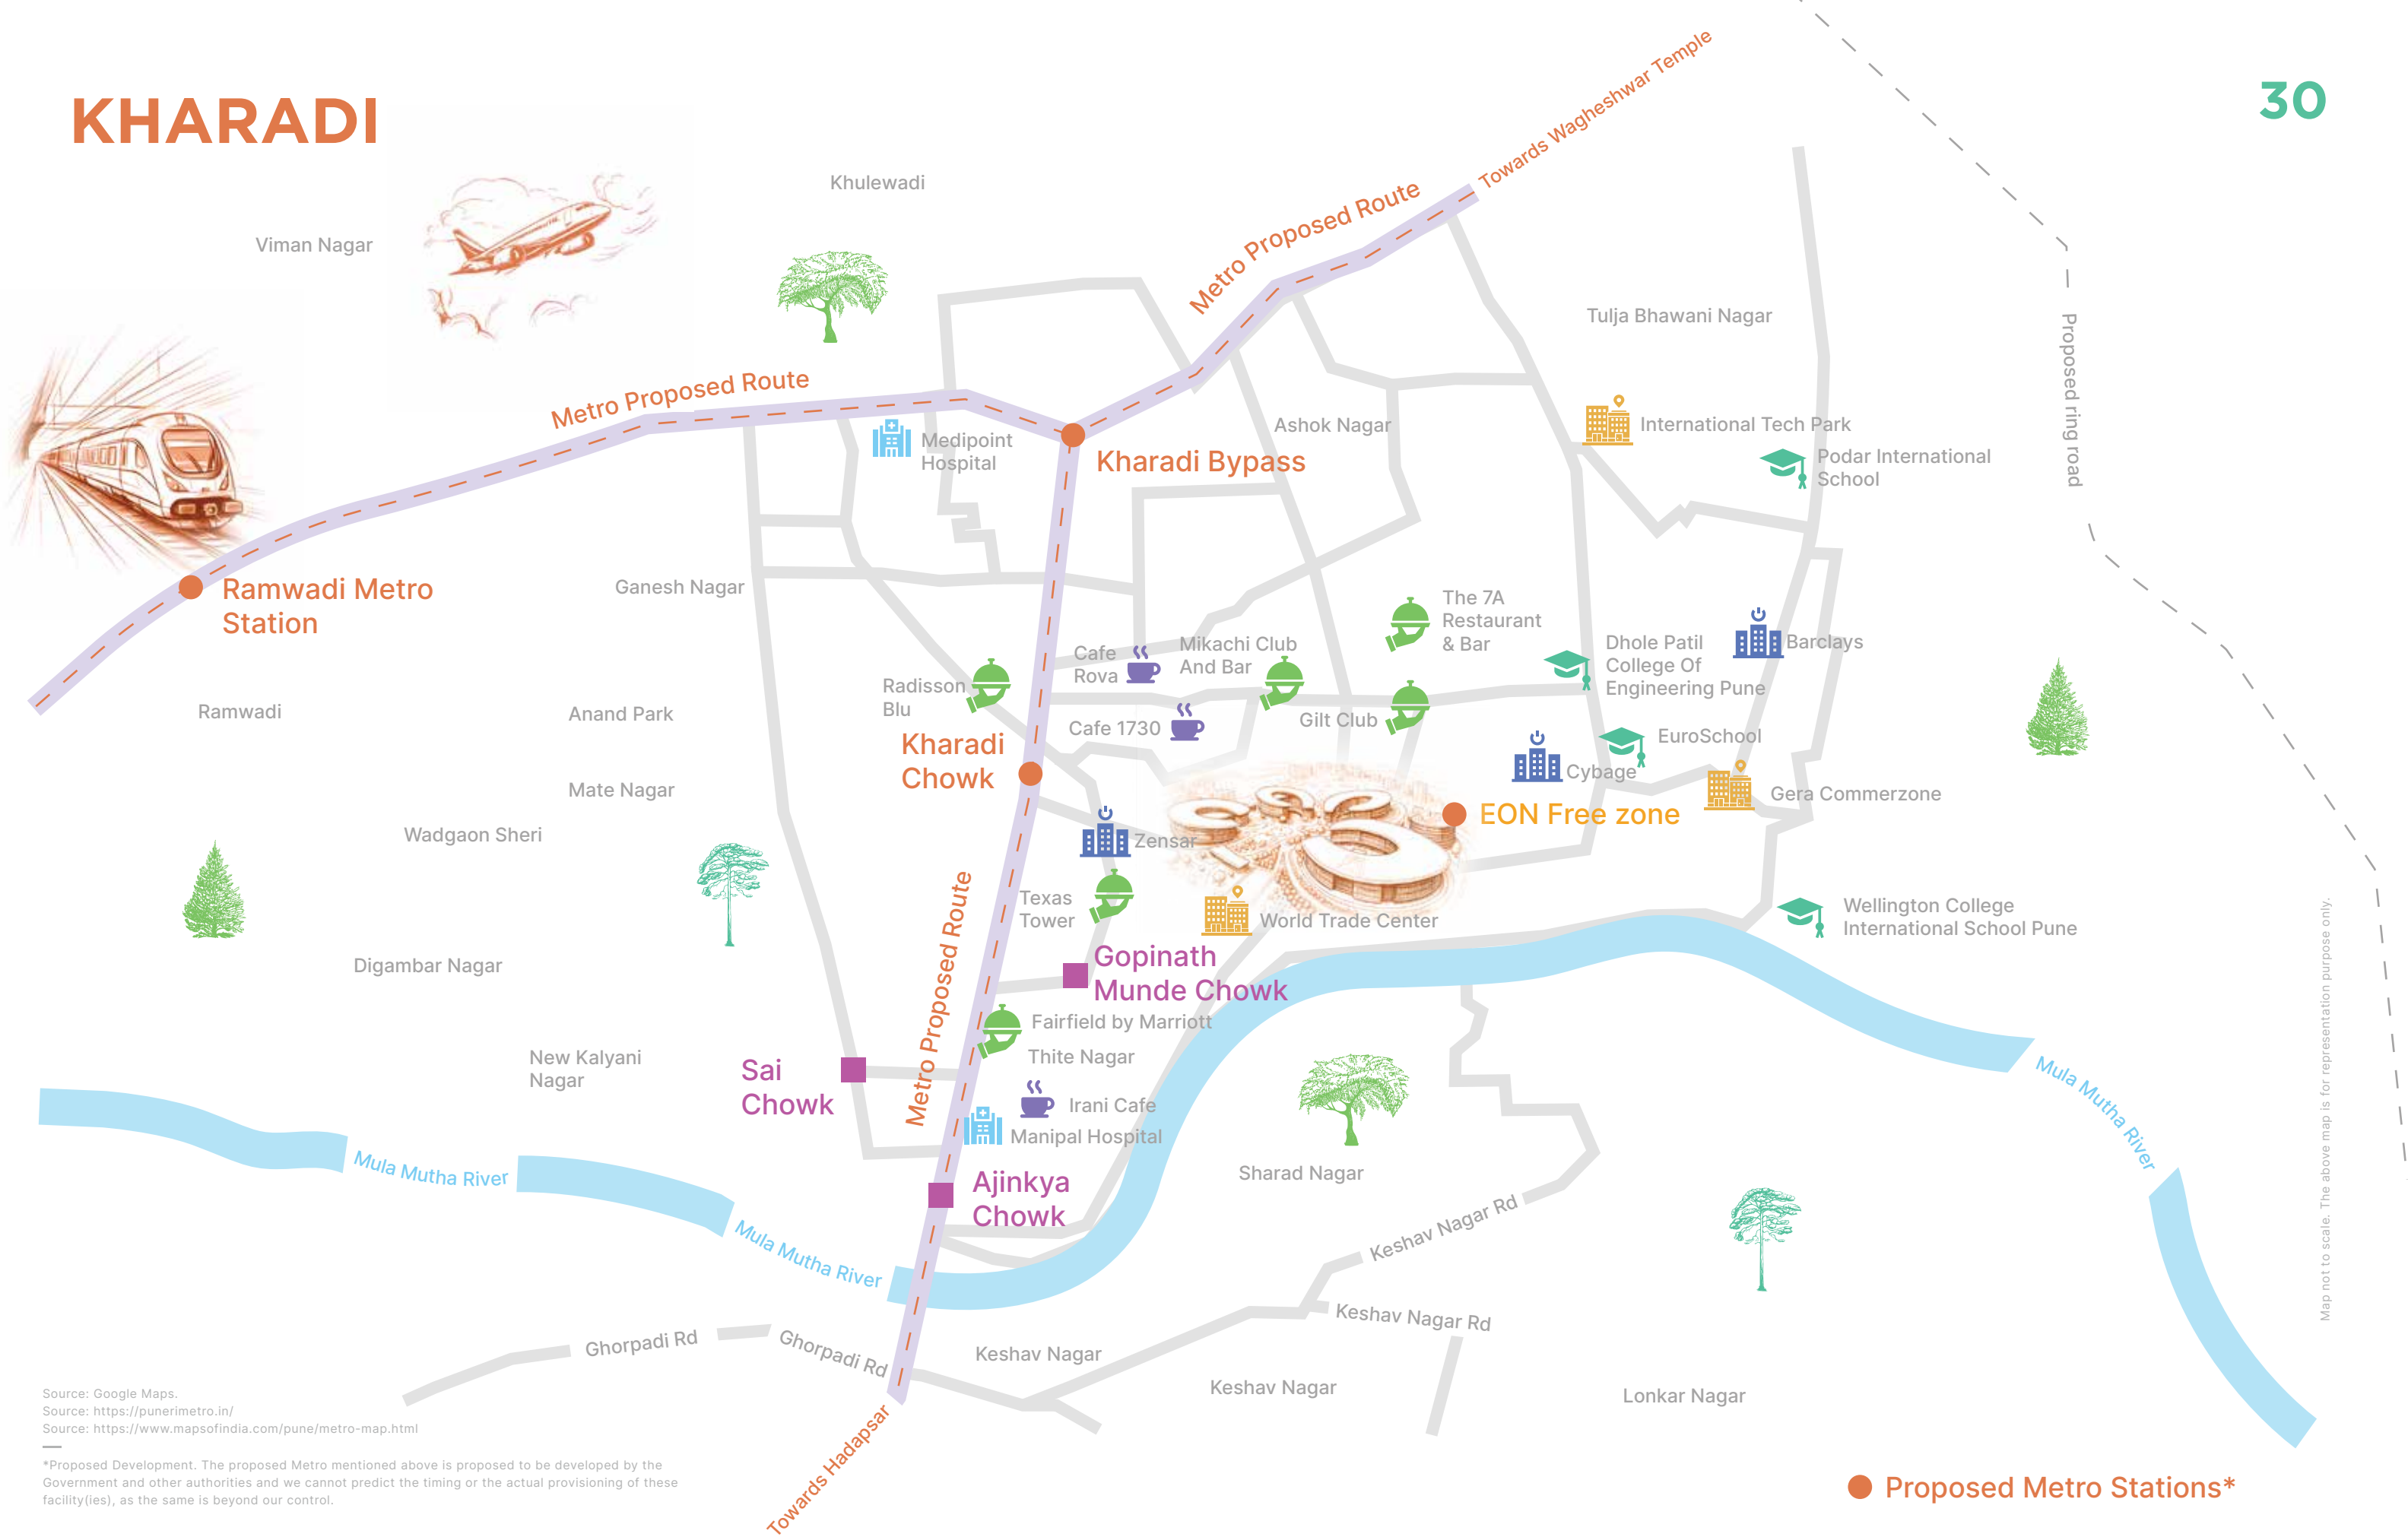 KHARADI
30
Towards Wagheshwar Temple
Khulewadi
Viman Nagar
Metro Proposed Route
Tulja Bhawani Nagar
Proposed ring road
Metro Proposed Route
Ashok Nagar
International Tech Park
Medipoint
Hospital
Kharadi Bypass
Podar International
School
Ramwadi Metro
Station
Ganesh Nagar
The 7A
Restaurant
& Bar
Cafe
Rova
Mikachi Club
And Bar
Dhole Patil
College Of
Engineering Pune
Barclays
Radisson
Blu
Ramwadi
Anand Park
Cafe 1730
Gilt Club
EuroSchool
Kharadi
Chowk
Cybage
Mate Nagar
Gera Commerzone
EON Free zone
Wadgaon Sheri
Zensar
Metro Proposed Route
Texas
Tower
World Trade Center
Wellington College
International School Pune
Digambar Nagar
Gopinath
Munde Chowk
Fairfield by Marriott
Thite Nagar
New Kalyani
Nagar
Sai
Chowk
Irani Cafe
Manipal Hospital
Mula Mutha River
Mula Mutha River
Sharad Nagar
Ajinkya
Chowk
Keshav Nagar Rd
Mula Mutha River
Keshav Nagar Rd
Ghorpadi Rd
Ghorpadi Rd
Keshav Nagar
Keshav Nagar
Lonkar Nagar
Towards Hadapsar
Map not to scale. The above map is for representation purpose only.
Source: Google Maps.
Source: https://punerimetro.in/
Source: https://www.mapsofindia.com/pune/metro-map.html
*Proposed Development. The proposed Metro mentioned above is proposed to be developed by the
Government and other authorities and we cannot predict the timing or the actual provisioning of these
facility(ies), as the same is beyond our control.
Proposed Metro Stations*